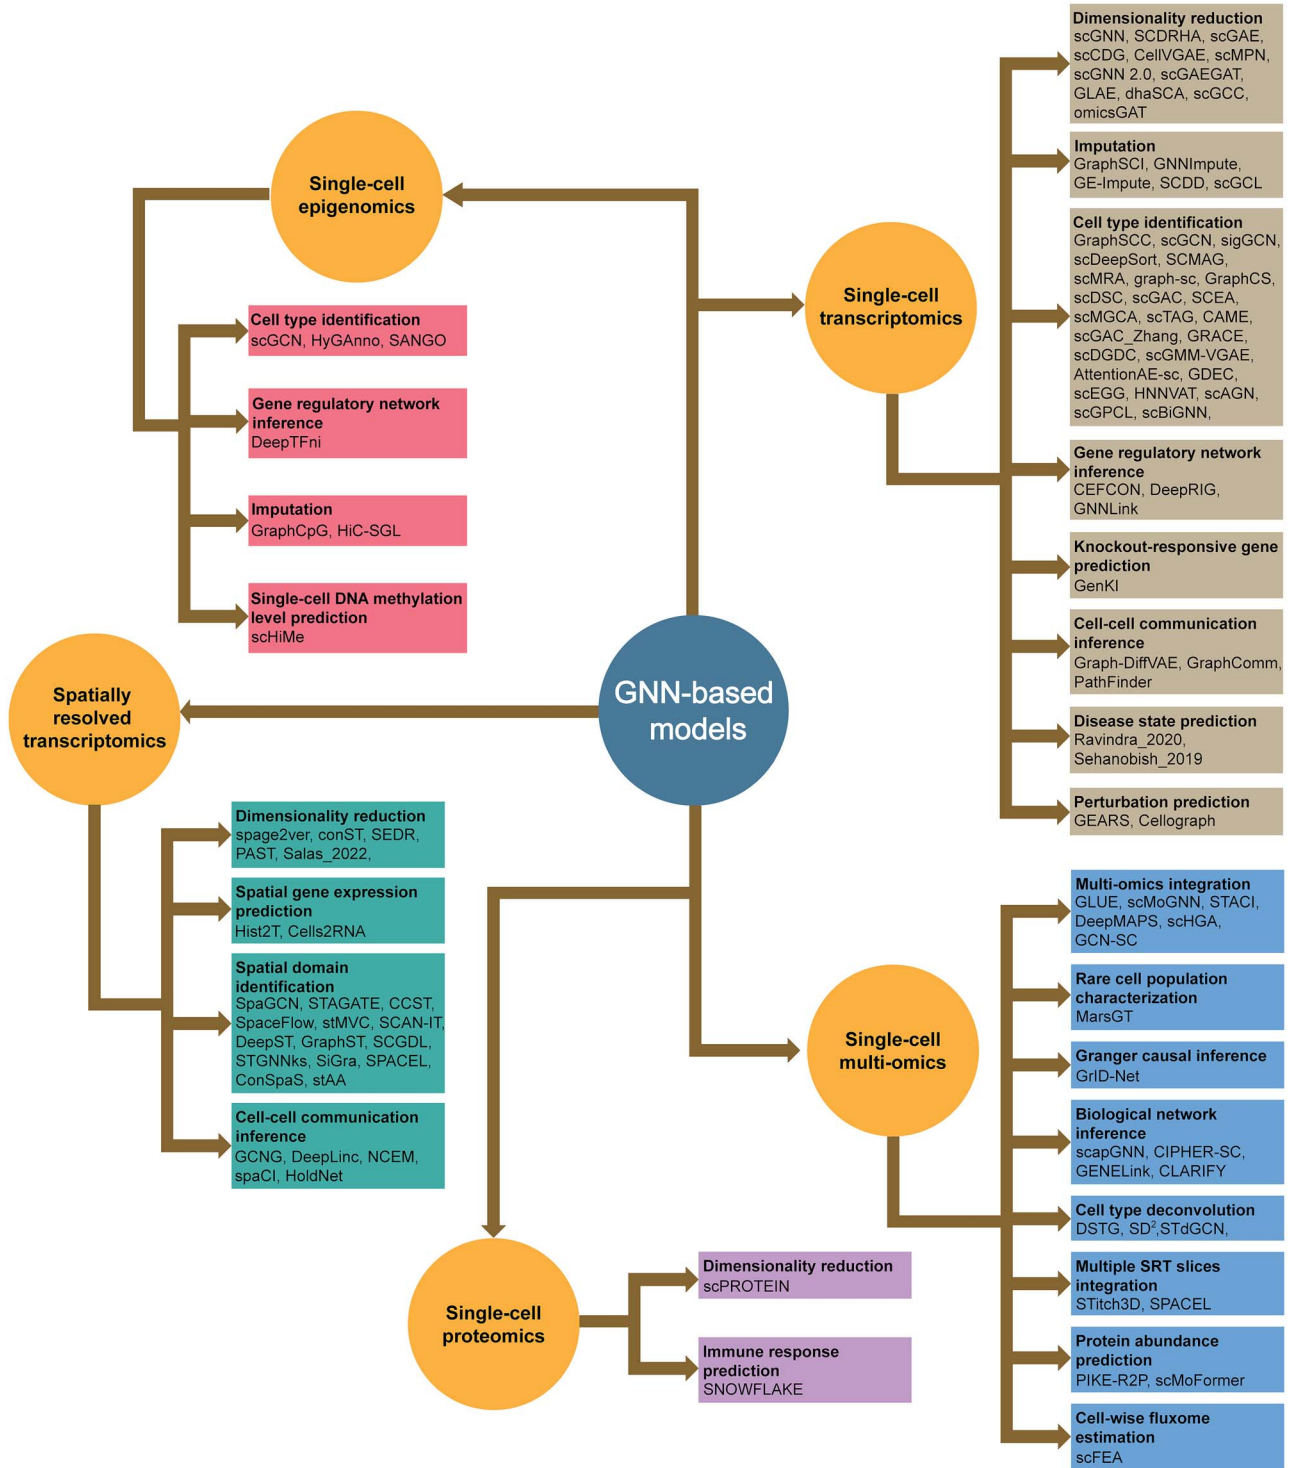 GNN-based
models
Single-cell
epigenomics
Cell type identification
scGCN, HyGAnno, SANGO
Gene regulatory network
inference
DeepTFni
Imputation
GraphCpG, HiC-SGL
Single-cell DNA methylation
level prediction
scHiMe
Single-cell
transcriptomics
Dimensionality reduction
scGNN, SCDRHA, scGAE,
scCDG, CellVGAE, scMPN,
scGNN 2.0, scGAEGAT,
GLAE, dhaSCA, scGCC,
omicsGAT
Imputation
GraphSCI, GNNImpute,
GE-Impute, SCDD, scGCL
Cell type identification
GraphSCC, scGCN, sigGCN,
scDeepSort, SCMAG,
scMRA, graph-sc, GraphCS,
scDSC, scGAC, SCEA,
scMGCA, scTAG, CAME,
scGAC_Zhang, GRACE,
scDGDC, scGMM-VGAE,
AttentionAE-sc, GDEC,
scEGG, HNNVAT, scAGN,
scGPCL, scBiGNN,
Gene regulatory network
inference
CEFCON, DeepRIG,
GNNLink
Knockout-responsive gene
prediction
GenKI
Cell-cell communication
inference
Graph-DiffVAE, GraphComm,
PathFinder
Disease state prediction
Ravindra_2020,
Sehanobish_2019
Perturbation prediction
GEARS, Cellograph
Spatially
resolved
transcriptomics
Dimensionality reduction
spage2ver, conST, SEDR,
PAST, Salas_2022,
Spatial gene expression
prediction
Hist2T, Cells2RNA
Spatial domain
identification
SpaGCN, STAGATE, CCST,
SpaceFlow, stMVC, SCAN-IT,
DeepST, GraphST, SCGDL,
STGNNks, SiGra, SPACEL,
ConSpaS, stAA
Cell-cell communication
inference
GCNG, DeepLinc, NCEM,
spaCI, HoldNet
Single-cell
proteomics
Dimensionality reduction
scPROTEIN
Immune response
prediction
SNOWFLAKE
Single-cell
multi-omics
Multi-omics integration
GLUE, scMoGNN, STACI,
DeepMAPS, scHGA,
GCN-SC
Rare cell population
characterization
MarsGT
Granger causal inference
GrID-Net
Biological network
inference
scapGNN, CIPHER-SC,
GENELink, CLARIFY
Cell type deconvolution
DSTG, SD²,STdGCN,
Multiple SRT slices
integration
STitch3D, SPACEL
Protein abundance
prediction
PIKE-R2P, scMoFormer
Cell-wise fluxome
estimation
scFEA